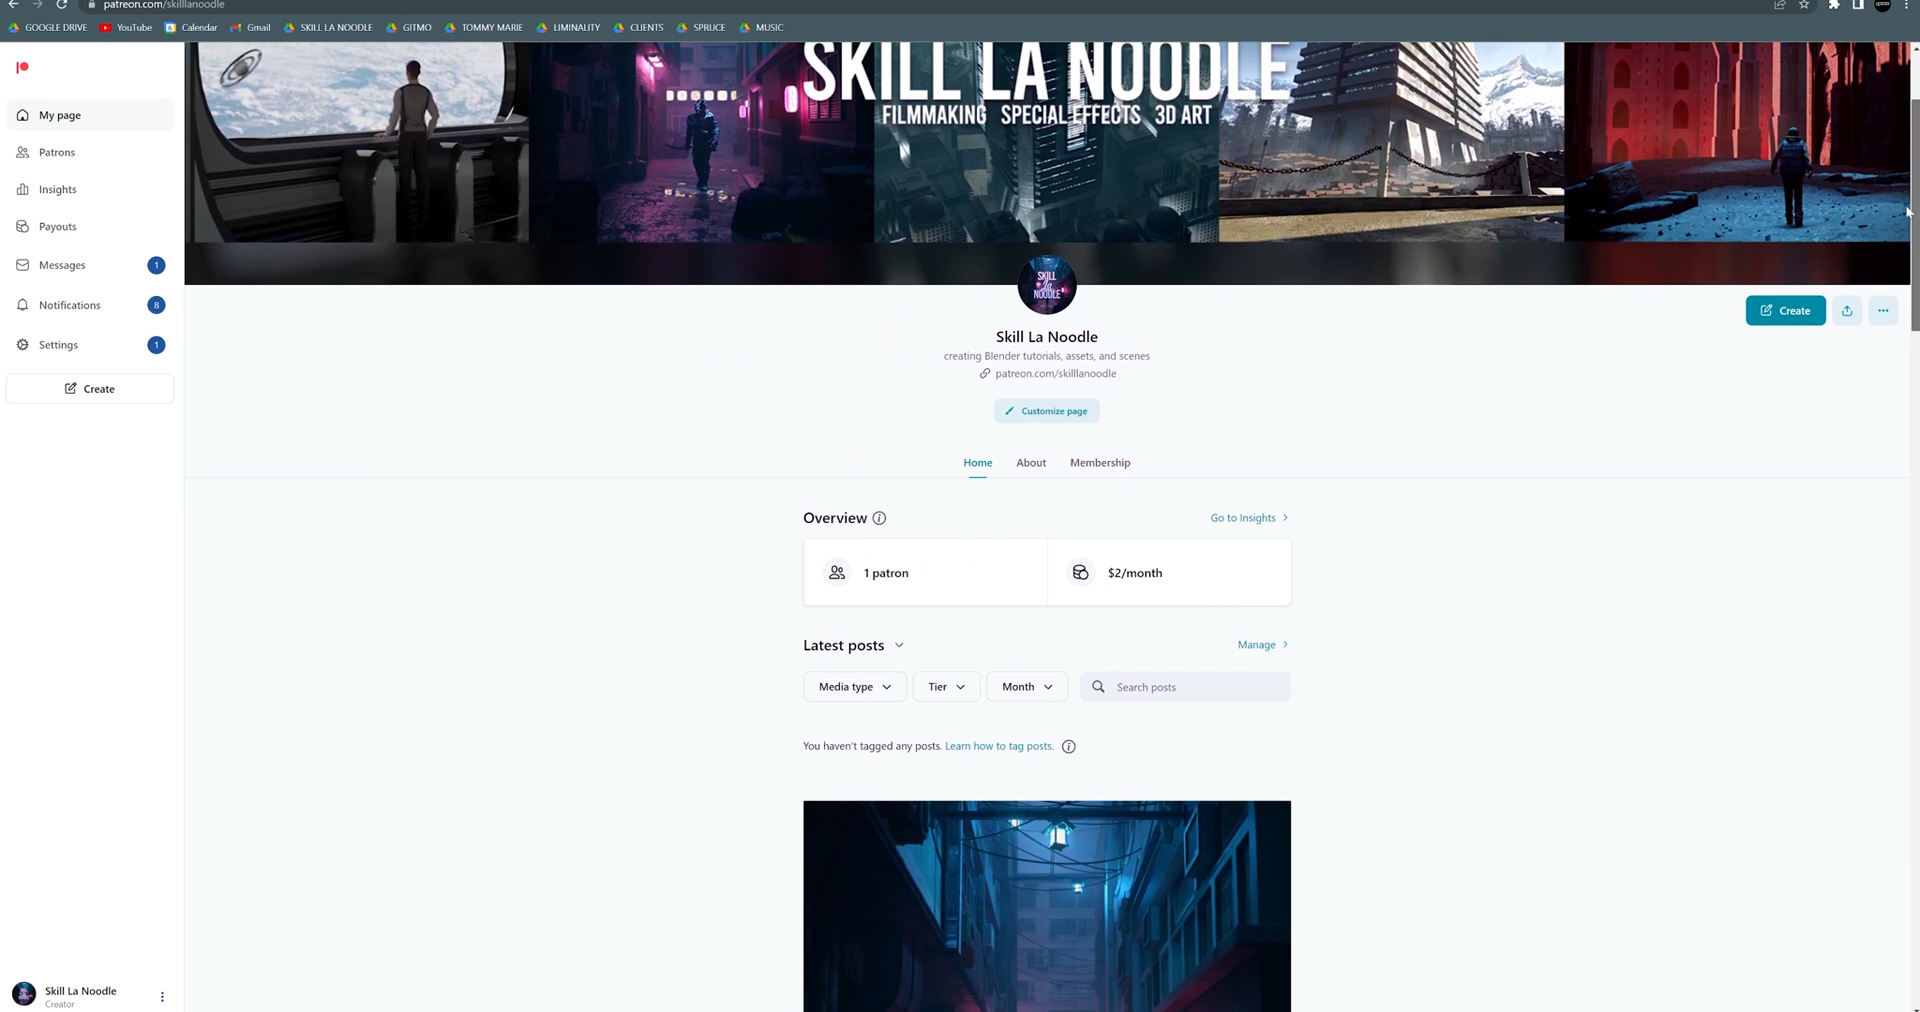 patreon.com/skilllanoodle
GOOGLE DRIVE YouTube Calendar Gmail SKILL LA NOODLE GITMO TOMMY MARIE LIMINALITY CLIENTS SPRUCE MUSIC
SKILL LA NOODLE
FILMMAKING SPECIAL EFFECTS 3D ART
My page
Patrons
Insights
Payouts
Messages 1
Notifications 8
Settings 1
Create
SKILL
La
NOODLE
Create
Skill La Noodle
creating Blender tutorials, assets, and scenes
patreon.com/skilllanoodle
Customize page
Home About Membership
Overview Go to Insights
1 patron $2/month
Latest posts Manage
Media type Tier Month Search posts
You haven't tagged any posts. Learn how to tag posts.
Skill La Noodle
Creator